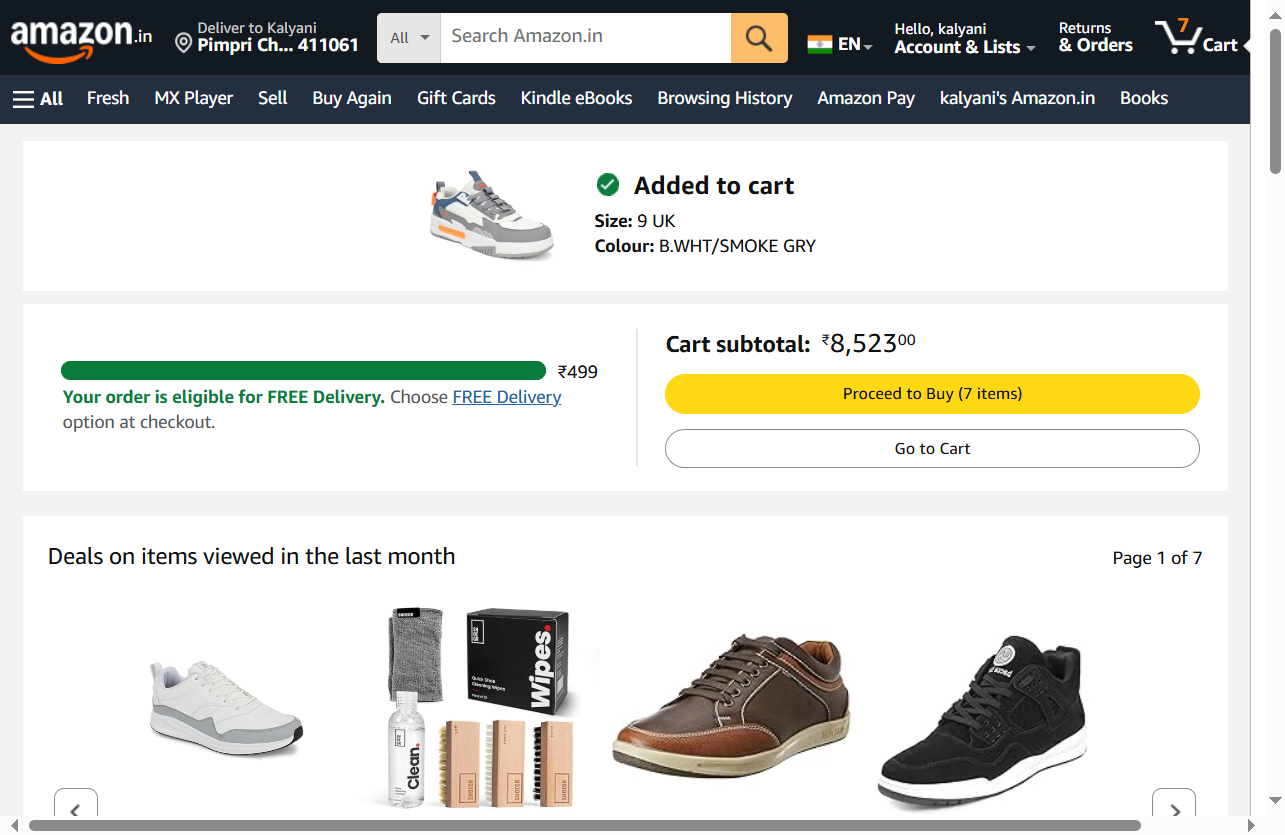 amazon.in
Deliver to Kalyani
Pimpri Ch... 411061
All
Search Amazon.in
EN
Hello, kalyani
Account & Lists
Returns
& Orders
7
Cart
All
Fresh
MX Player
Sell
Buy Again
Gift Cards
Kindle eBooks
Browsing History
Amazon Pay
kalyani's Amazon.in
Books
Added to cart
Size: 9 UK
Colour: B.WHT/SMOKE GRY
₹499
Your order is eligible for FREE Delivery. Choose FREE Delivery
option at checkout.
Cart subtotal: ₹8,52300
Proceed to Buy (7 items)
Go to Cart
Deals on items viewed in the last month
Page 1 of 7
Wipes.
Quick Shoe
Cleaning Wipes
Clean.